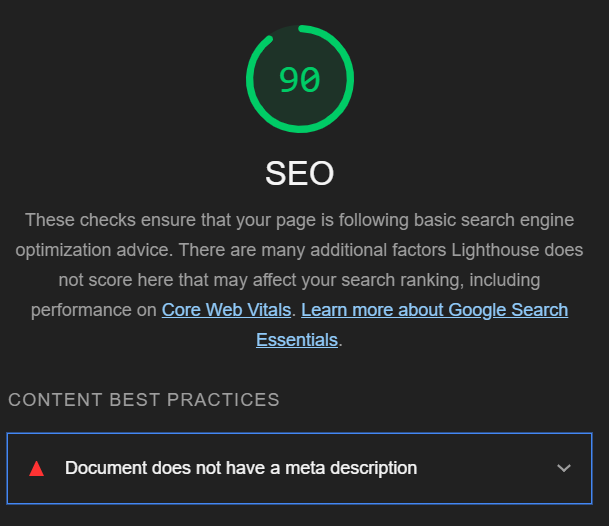 90
SEO
These checks ensure that your page is following basic search engine
optimization advice. There are many additional factors Lighthouse does
not score here that may affect your search ranking, including
performance on Core Web Vitals. Learn more about Google Search
Essentials.
CONTENT BEST PRACTICES
Document does not have a meta description